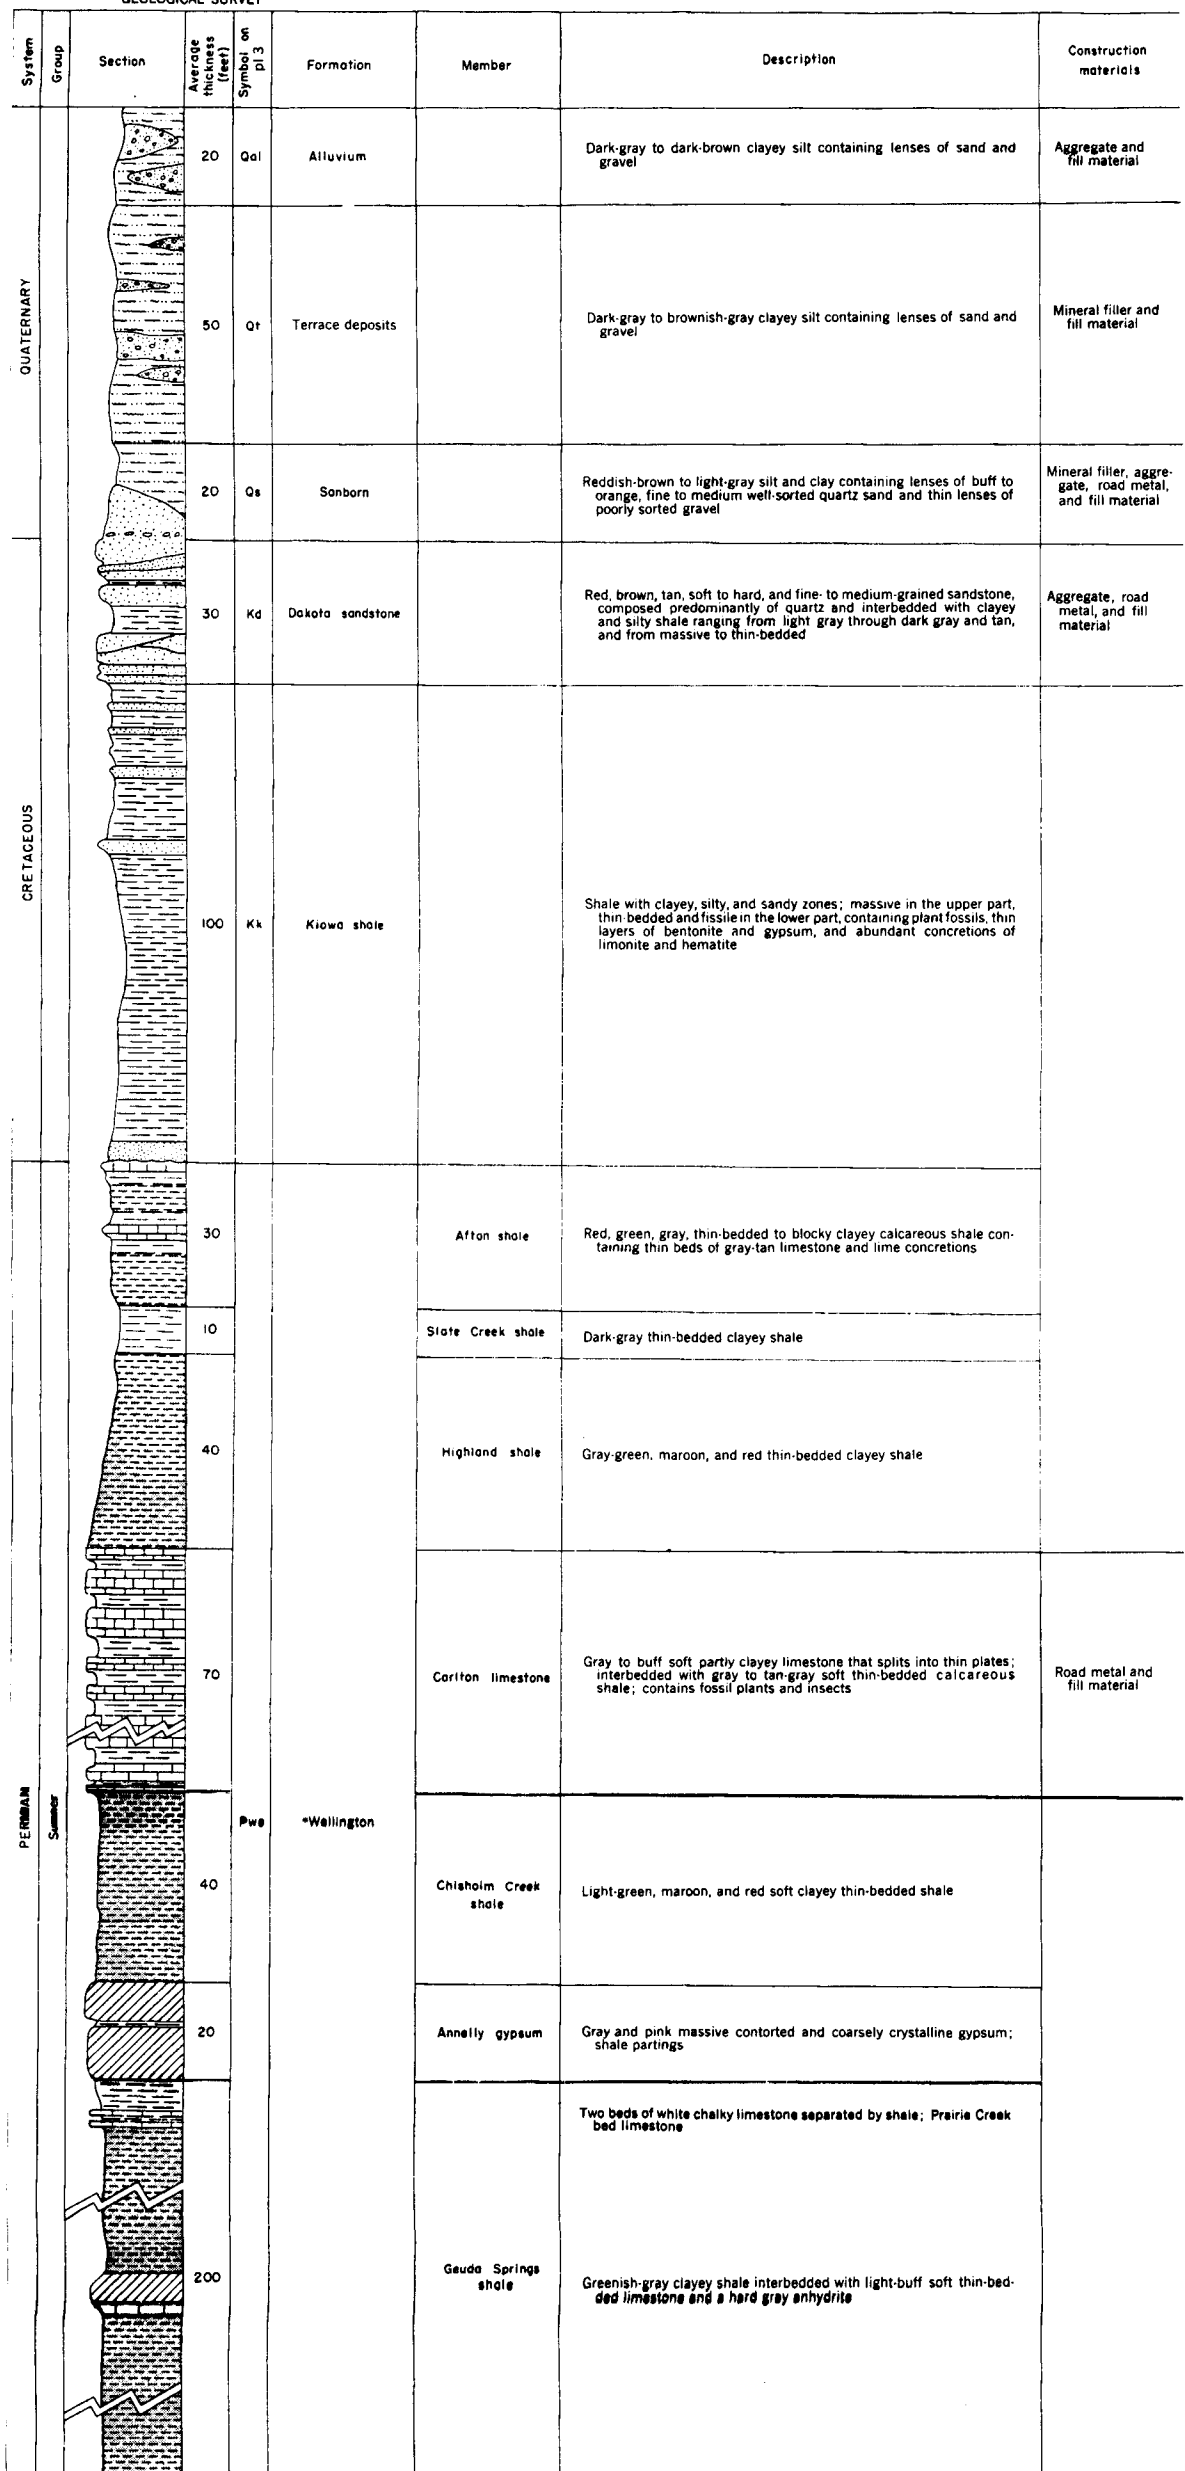 GEOLOGICAL SURVEY
System
Group
Section
Average
thickness
(feet)
Symbol on
pl 3
Formation
Member
Description
Construction
materials
QUATERNARY
20
Qal
Alluvium
Dark-gray to dark-brown clayey silt containing lenses of sand and
gravel
Aggregate and
fill material
50
Qt
Terrace deposits
Dark-gray to brownish-gray clayey silt containing lenses of sand and
gravel
Mineral filler and
fill material
20
Qs
Sanborn
Reddish-brown to light-gray silt and clay containing lenses of buff to
orange, fine to medium well-sorted quartz sand and thin lenses of
poorly sorted gravel
Mineral filler, aggre-
gate, road metal,
and fill material
CRETACEOUS
30
Kd
Dakota sandstone
Red, brown, tan, soft to hard, and fine- to medium-grained sandstone,
composed predominantly of quartz and interbedded with clayey
and silty shale ranging from light gray through dark gray and tan,
and from massive to thin-bedded
Aggregate, road
metal, and fill
material
100
Kk
Kiowa shale
Shale with clayey, silty, and sandy zones; massive in the upper part,
thin-bedded and fissile in the lower part, containing plant fossils, thin
layers of bentonite and gypsum, and abundant concretions of
limonite and hematite
PERMIAN
Sumner
Pwe
*Wellington
30
Afton shale
Red, green, gray, thin-bedded to blocky clayey calcareous shale con-
taining thin beds of gray-tan limestone and lime concretions
10
Slate Creek shale
Dark-gray thin-bedded clayey shale
40
Highland shale
Gray-green, maroon, and red thin-bedded clayey shale
70
Carlton limestone
Gray to buff soft partly clayey limestone that splits into thin plates;
interbedded with gray to tan-gray soft thin-bedded calcareous
shale; contains fossil plants and insects
Road metal and
fill material
40
Chisholm Creek
shale
Light-green, maroon, and red soft clayey thin-bedded shale
20
Annelly gypsum
Gray and pink massive contorted and coarsely crystalline gypsum;
shale partings
Two beds of white chalky limestone separated by shale; Prairie Creek
bed limestone
200
Geuda Springs
shale
Greenish-gray clayey shale interbedded with light-buff soft thin-bed-
ded limestone and a hard gray anhydrite